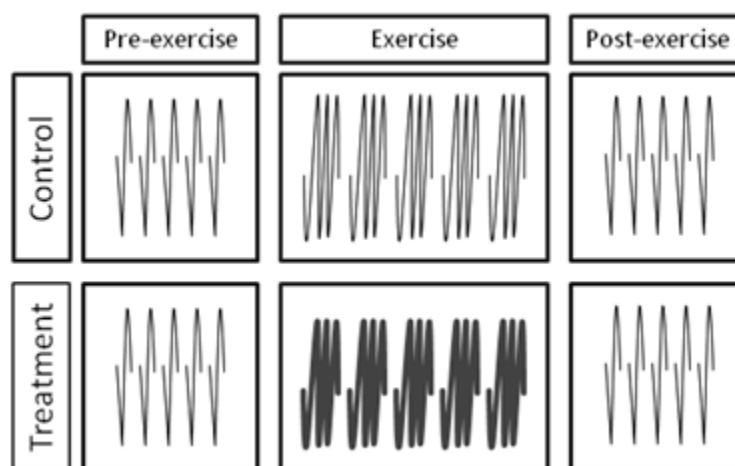 Pre-exercise
Exercise
Post-exercise
Control
Treatment